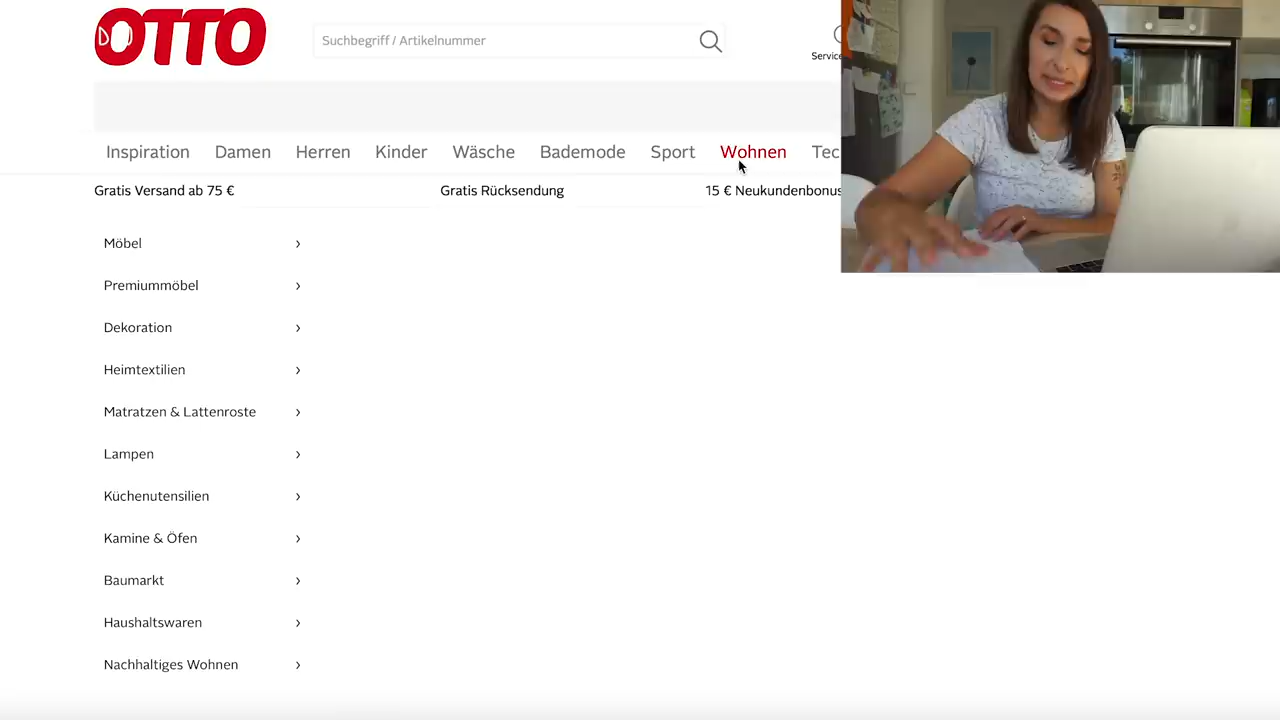 OTTO
Suchbegriff / Artikelnummer
Service
Inspiration Damen Herren Kinder Wäsche Bademode Sport Wohnen Tec
Gratis Versand ab 75 € Gratis Rücksendung 15 € Neukundenbonus
Möbel
Premiummöbel
Dekoration
Heimtextilien
Matratzen & Lattenroste
Lampen
Küchenutensilien
Kamine & Öfen
Baumarkt
Haushaltswaren
Nachhaltiges Wohnen